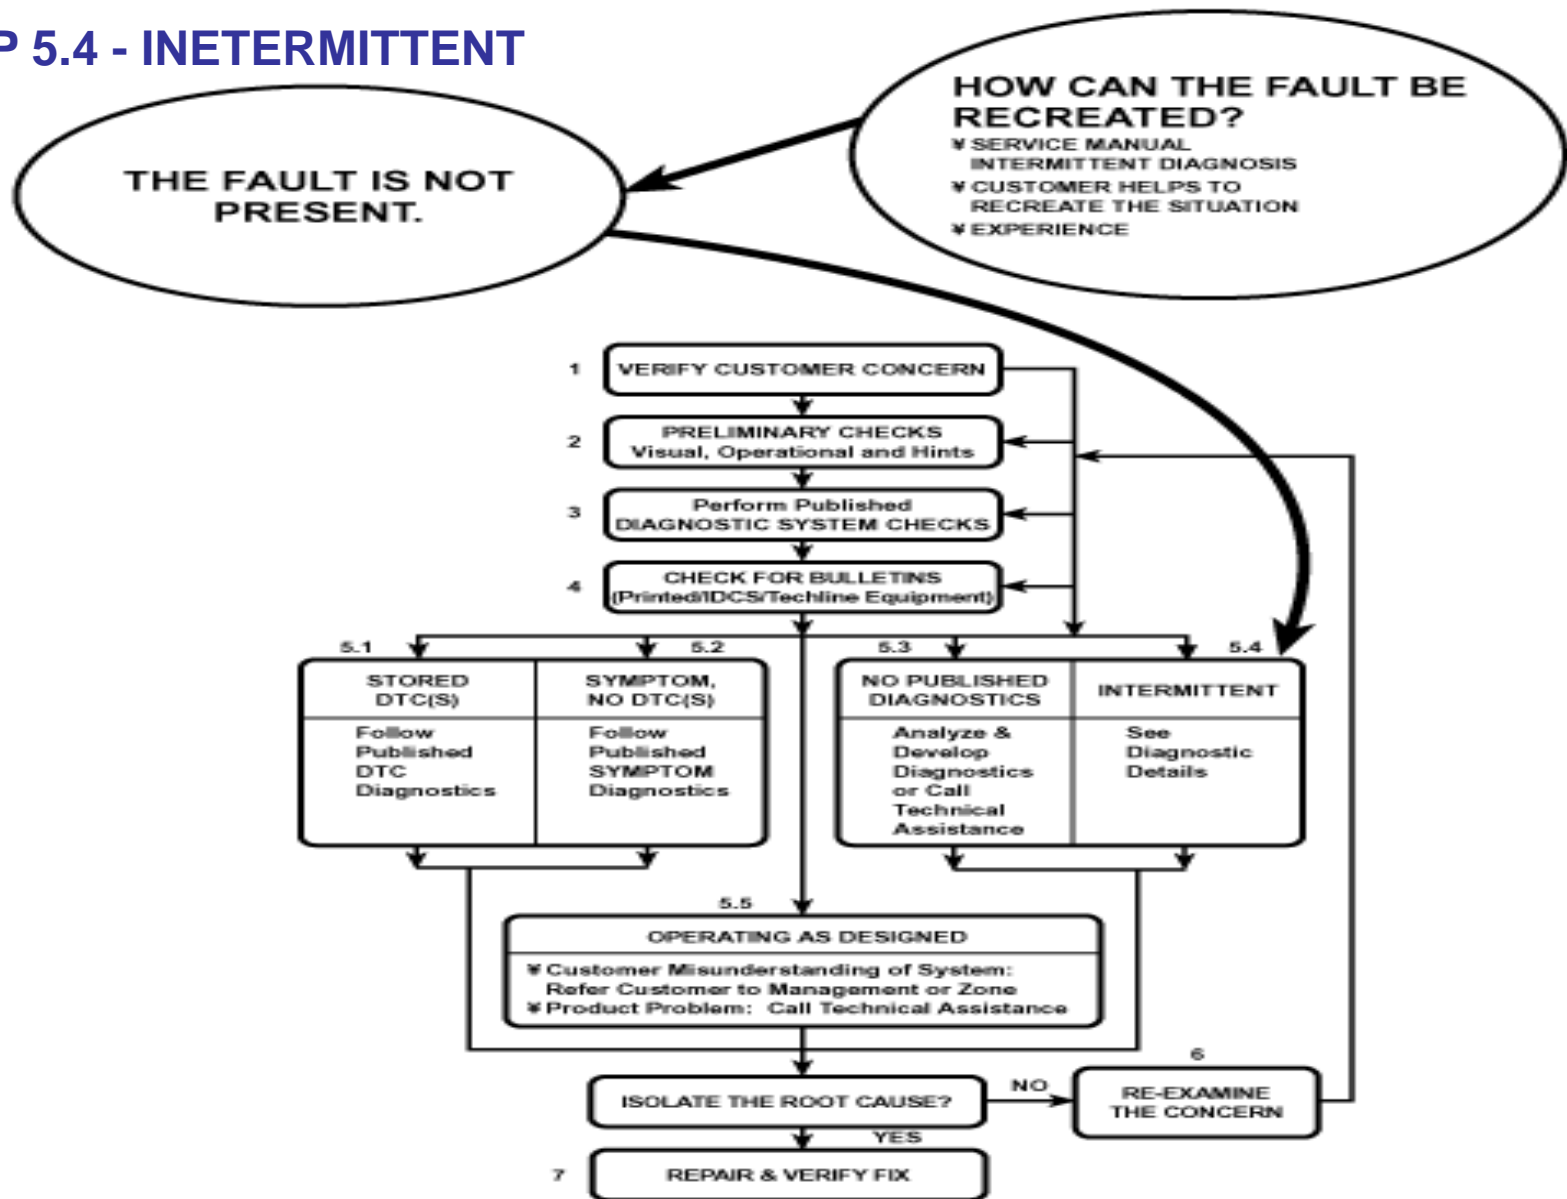 P 5.4 - INETERMITTENT
THE FAULT IS NOT
PRESENT.
HOW CAN THE FAULT BE
RECREATED?
¥ SERVICE MANUAL
INTERMITTENT DIAGNOSIS
¥ CUSTOMER HELPS TO
RECREATE THE SITUATION
¥ EXPERIENCE
1
VERIFY CUSTOMER CONCERN
2
PRELIMINARY CHECKS
Visual, Operational and Hints
3
Perform Published
DIAGNOSTIC SYSTEM CHECKS
4
CHECK FOR BULLETINS
(Printed/IDCS/Techline Equipment)
5.1
STORED
DTC(S)
Follow
Published
DTC
Diagnostics
5.2
SYMPTOM,
NO DTC(S)
Follow
Published
SYMPTOM
Diagnostics
5.3
NO PUBLISHED
DIAGNOSTICS
Analyze &
Develop
Diagnostics
or Call
Technical
Assistance
5.4
INTERMITTENT
See
Diagnostic
Details
5.5
OPERATING AS DESIGNED
¥ Customer Misunderstanding of System:
Refer Customer to Management or Zone
¥ Product Problem: Call Technical Assistance
ISOLATE THE ROOT CAUSE?
NO
6
RE-EXAMINE
THE CONCERN
YES
7
REPAIR & VERIFY FIX